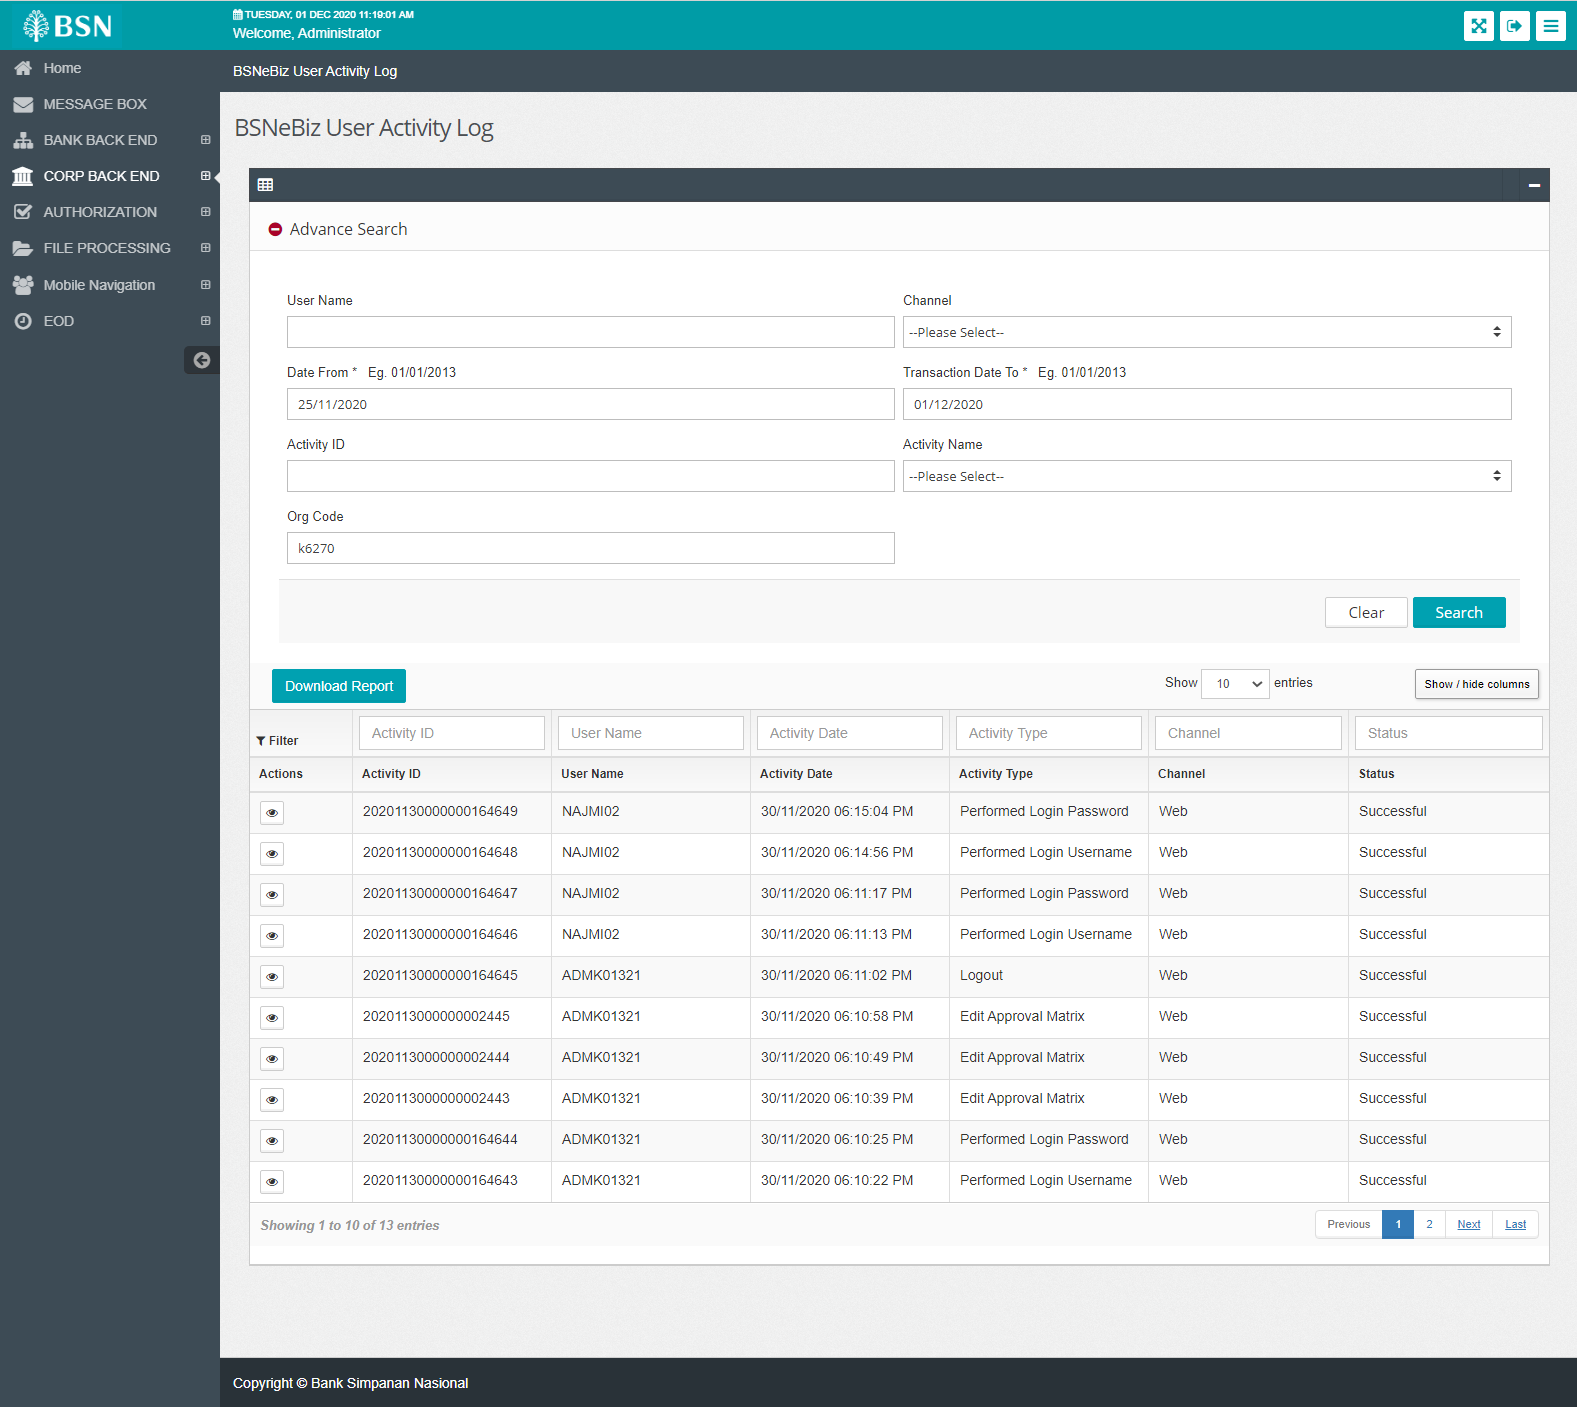 BSN
TUESDAY, 01 DEC 2020 11:19:01 AM
Welcome, Administrator
Home
MESSAGE BOX
BANK BACK END
CORP BACK END
AUTHORIZATION
FILE PROCESSING
Mobile Navigation
EOD
BSNeBiz User Activity Log
BSNeBiz User Activity Log
Advance Search
User Name Channel
--Please Select--
Date From * Eg. 01/01/2013 Transaction Date To * Eg. 01/01/2013
25/11/2020 01/12/2020
Activity ID Activity Name
--Please Select--
Org Code
k6270
Clear Search
Download Report Show 10 entries Show / hide columns
Filter Activity ID User Name Activity Date Activity Type Channel Status
Actions Activity ID User Name Activity Date Activity Type Channel Status
20201130000000164649 NAJMI02 30/11/2020 06:15:04 PM Performed Login Password Web Successful
20201130000000164648 NAJMI02 30/11/2020 06:14:56 PM Performed Login Username Web Successful
20201130000000164647 NAJMI02 30/11/2020 06:11:17 PM Performed Login Password Web Successful
20201130000000164646 NAJMI02 30/11/2020 06:11:13 PM Performed Login Username Web Successful
20201130000000164645 ADMK01321 30/11/2020 06:11:02 PM Logout Web Successful
2020113000000002445 ADMK01321 30/11/2020 06:10:58 PM Edit Approval Matrix Web Successful
2020113000000002444 ADMK01321 30/11/2020 06:10:49 PM Edit Approval Matrix Web Successful
2020113000000002443 ADMK01321 30/11/2020 06:10:39 PM Edit Approval Matrix Web Successful
20201130000000164644 ADMK01321 30/11/2020 06:10:25 PM Performed Login Password Web Successful
20201130000000164643 ADMK01321 30/11/2020 06:10:22 PM Performed Login Username Web Successful
Showing 1 to 10 of 13 entries Previous 1 2 Next Last
Copyright © Bank Simpanan Nasional